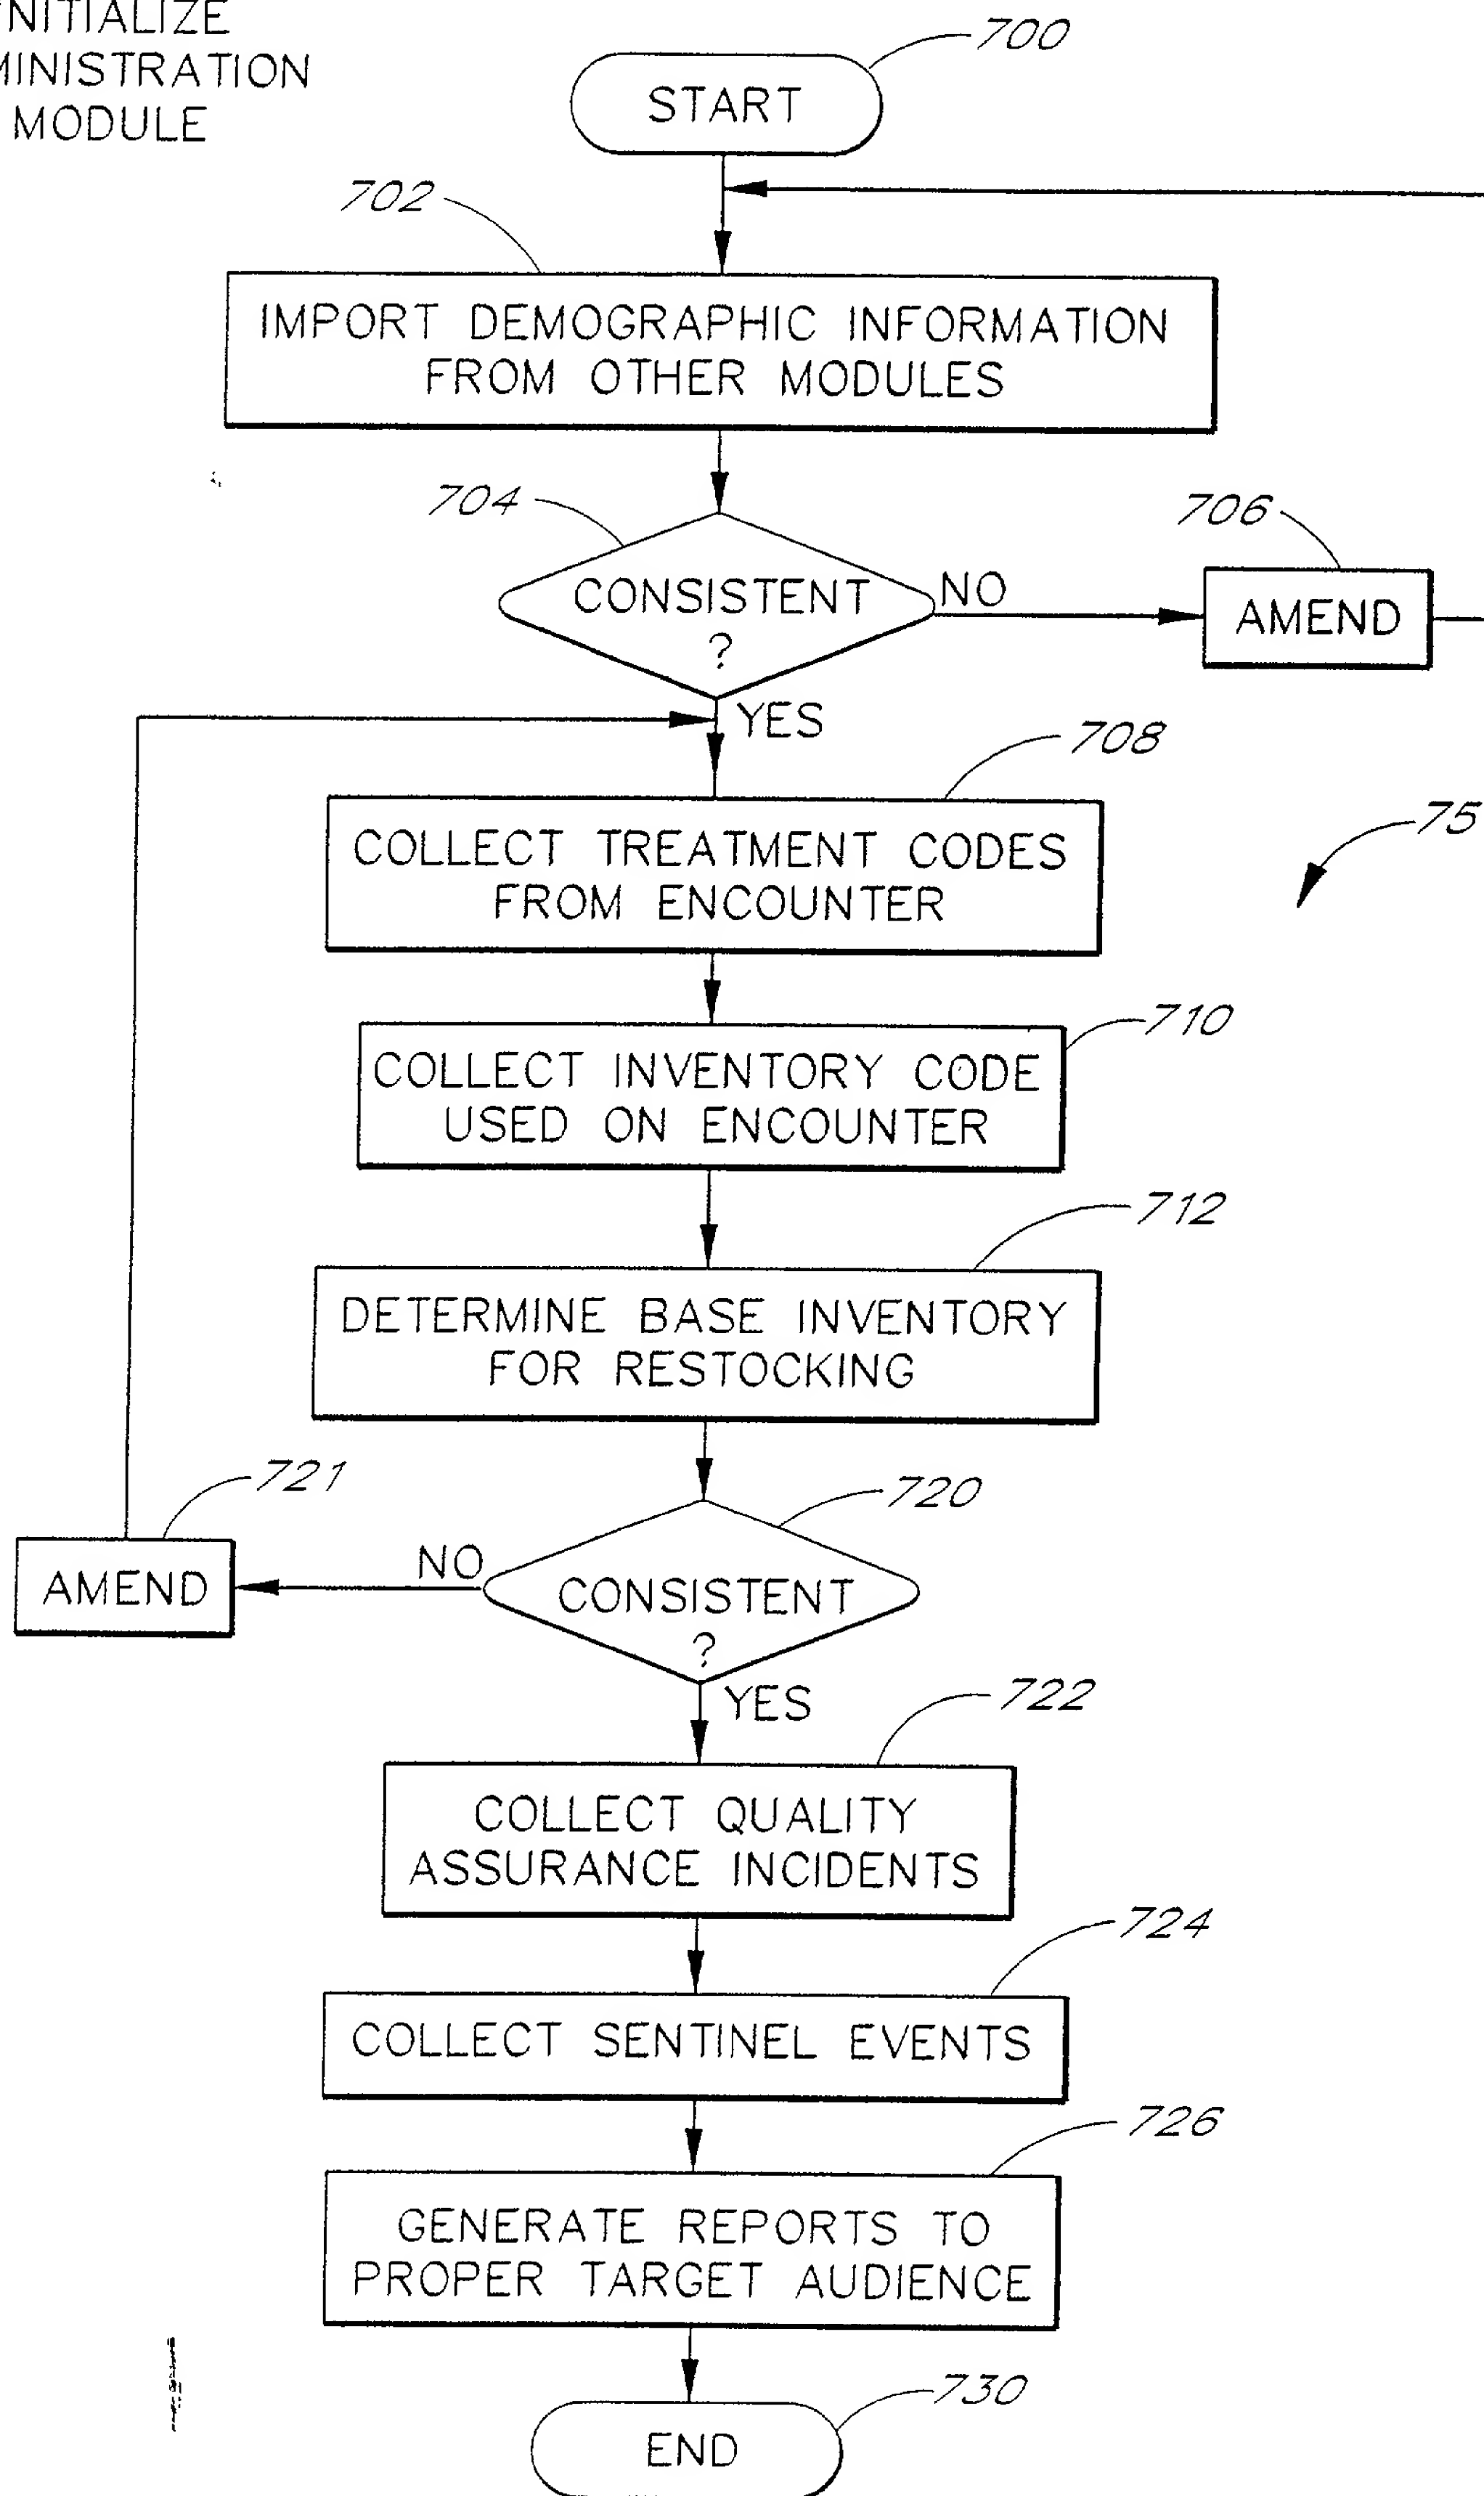 NITIALIZE
MINISTRATION
MODULE
700
START
702
IMPORT DEMOGRAPHIC INFORMATION
FROM OTHER MODULES
704
CONSISTENT
?
NO
706
AMEND
YES
708
COLLECT TREATMENT CODES
FROM ENCOUNTER
75
710
COLLECT INVENTORY CODE
USED ON ENCOUNTER
712
DETERMINE BASE INVENTORY
FOR RESTOCKING
721
AMEND
NO
720
CONSISTENT
?
YES
722
COLLECT QUALITY
ASSURANCE INCIDENTS
724
COLLECT SENTINEL EVENTS
726
GENERATE REPORTS TO
PROPER TARGET AUDIENCE
730
END